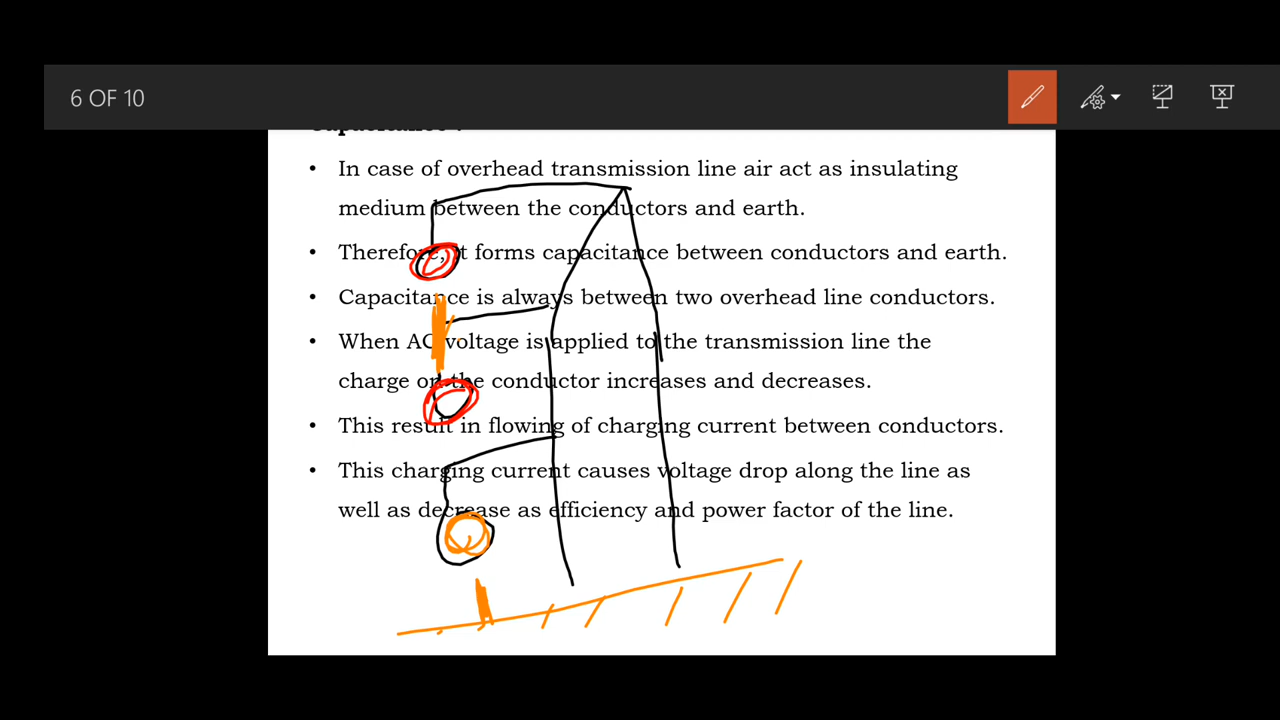 6 OF 10
Capacitance :
• In case of overhead transmission line air act as insulating
medium between the conductors and earth.
• Therefore, it forms capacitance between conductors and earth.
• Capacitance is always between two overhead line conductors.
• When AC voltage is applied to the transmission line the
charge on the conductor increases and decreases.
• This result in flowing of charging current between conductors.
• This charging current causes voltage drop along the line as
well as decrease as efficiency and power factor of the line.